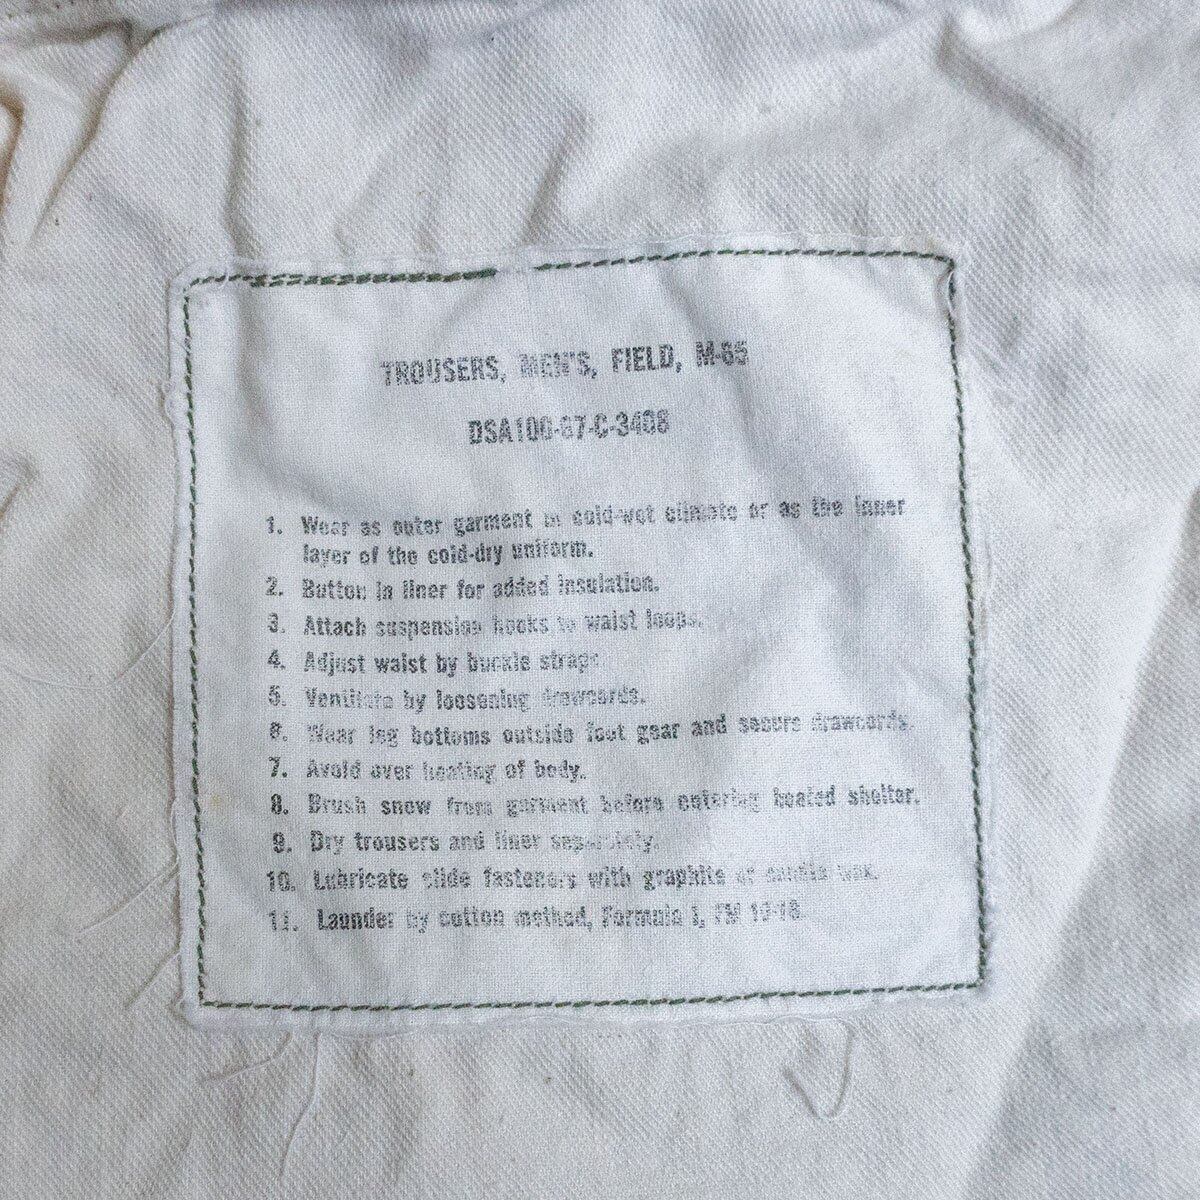 TROUSERS, MEN'S, FIELD, M-65
DSA100-67-C-3408
1. Wear as outer garment in cold-wet climate or as the inner
layer of the cold-dry uniform.
2. Button in liner for added insulation.
3. Attach suspension hooks to waist loops.
4. Adjust waist by buckle straps.
5. Ventilate by loosening drawcords.
6. Wear leg bottoms outside foot gear and secure drawcords.
7. Avoid over heating of body.
8. Brush snow from garment before entering heated shelter.
9. Dry trousers and liner separately.
10. Lubricate slide fasteners with graphite or candle wax.
11. Launder by cotton method, Formula I, FM 10-16